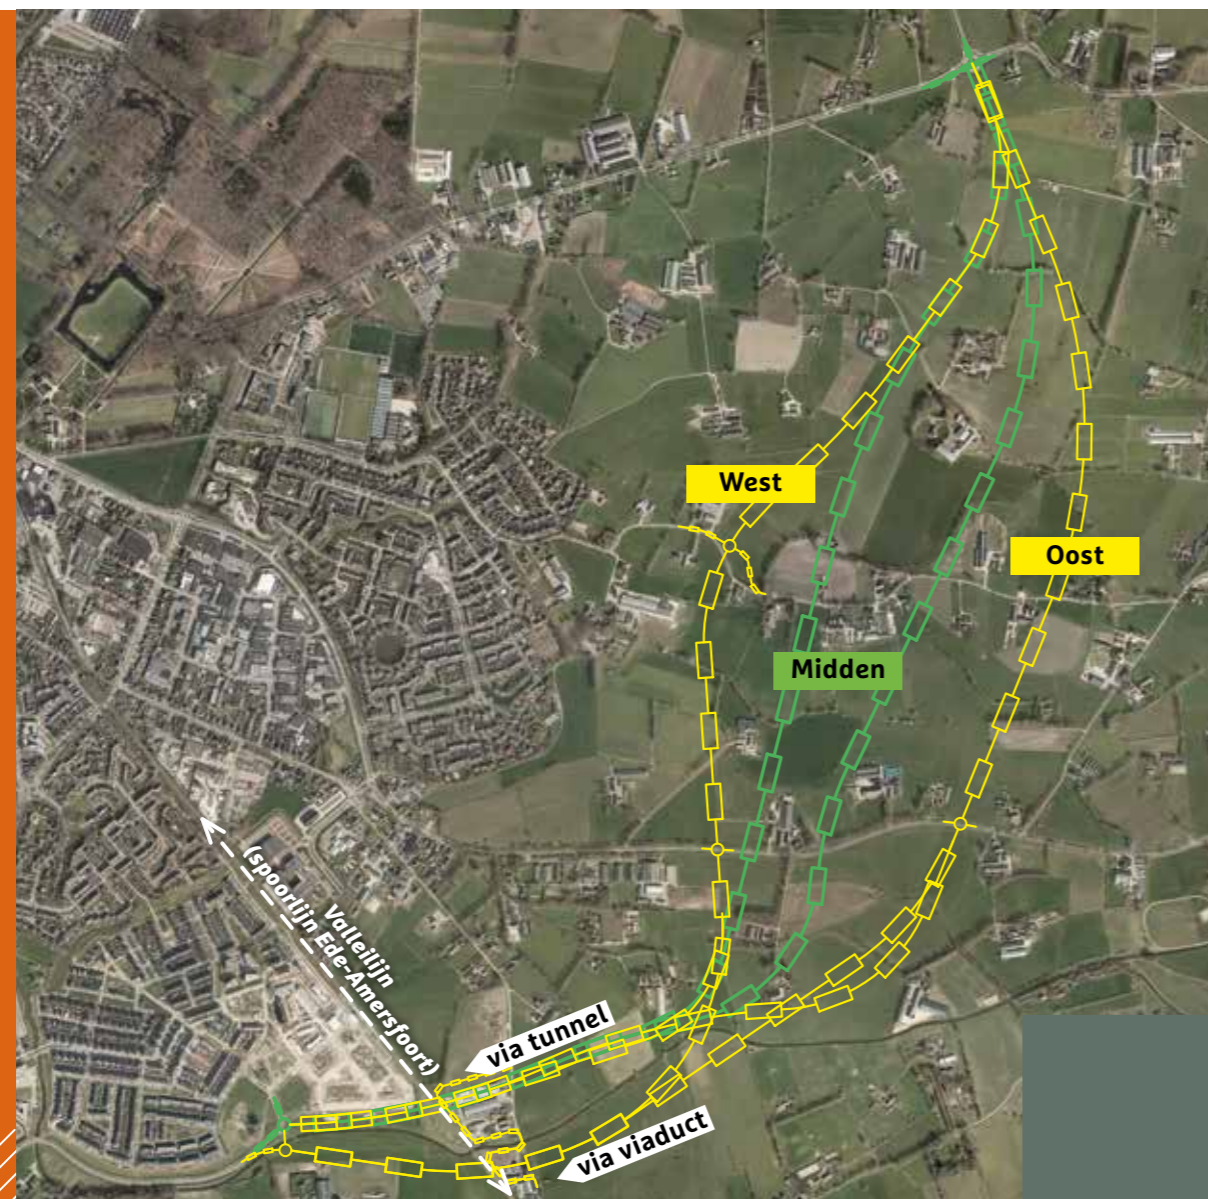 West
Oost
Midden
Valleilijn
(spoorlijn Ede-Amersfoort)
via tunnel
via viaduct